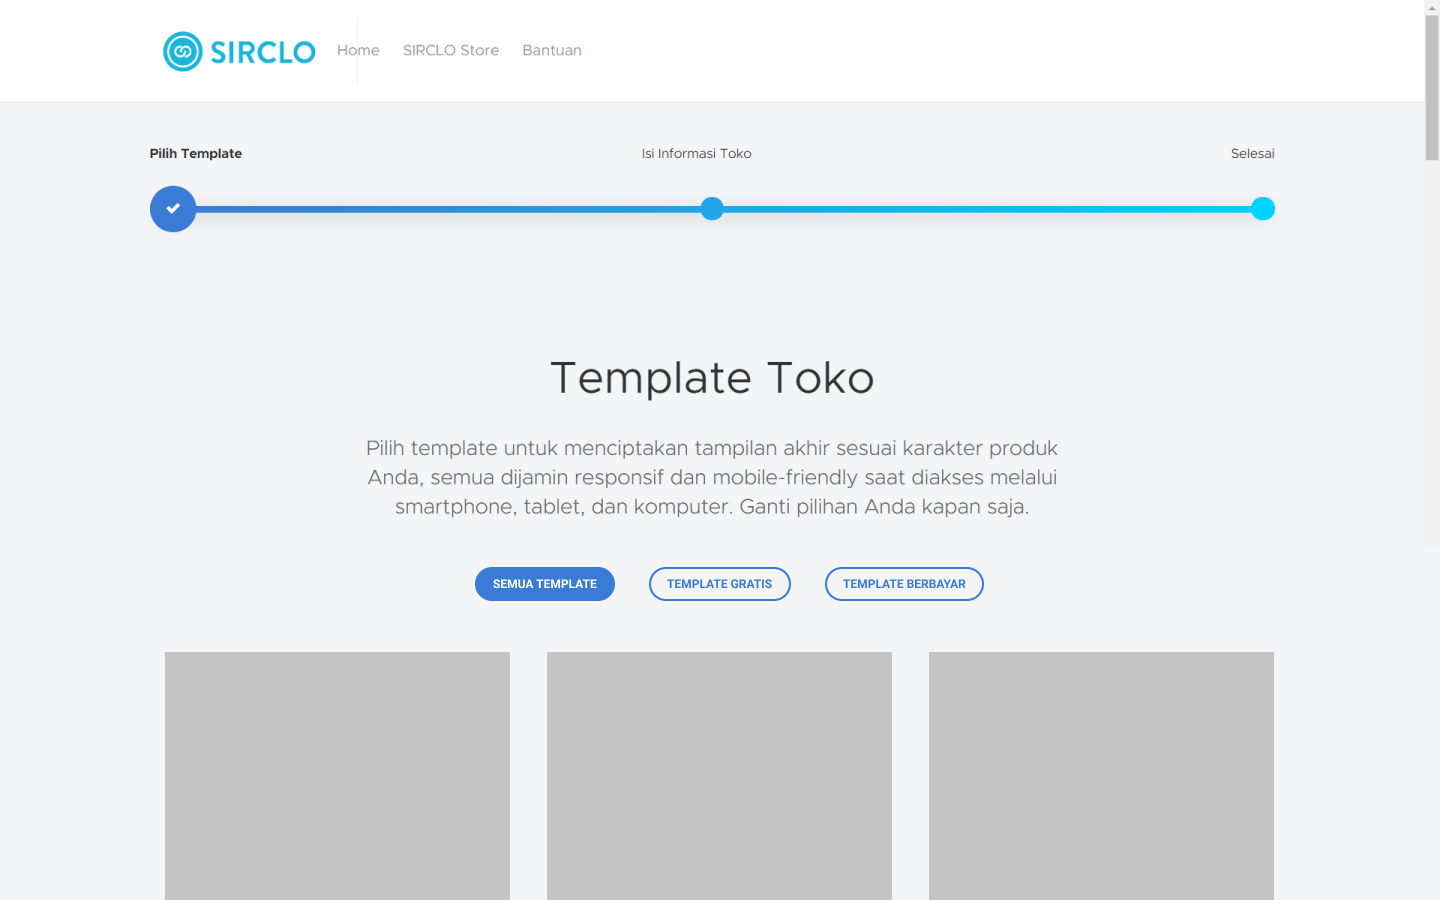 SIRCLO
Home
SIRCLO Store
Bantuan
Pilih Template
Isi Informasi Toko
Selesai
Template Toko
Pilih template untuk menciptakan tampilan akhir sesuai karakter produk
Anda, semua dijamin responsif dan mobile-friendly saat diakses melalui
smartphone, tablet, dan komputer. Ganti pilihan Anda kapan saja.
SEMUA TEMPLATE
TEMPLATE GRATIS
TEMPLATE BERBAYAR